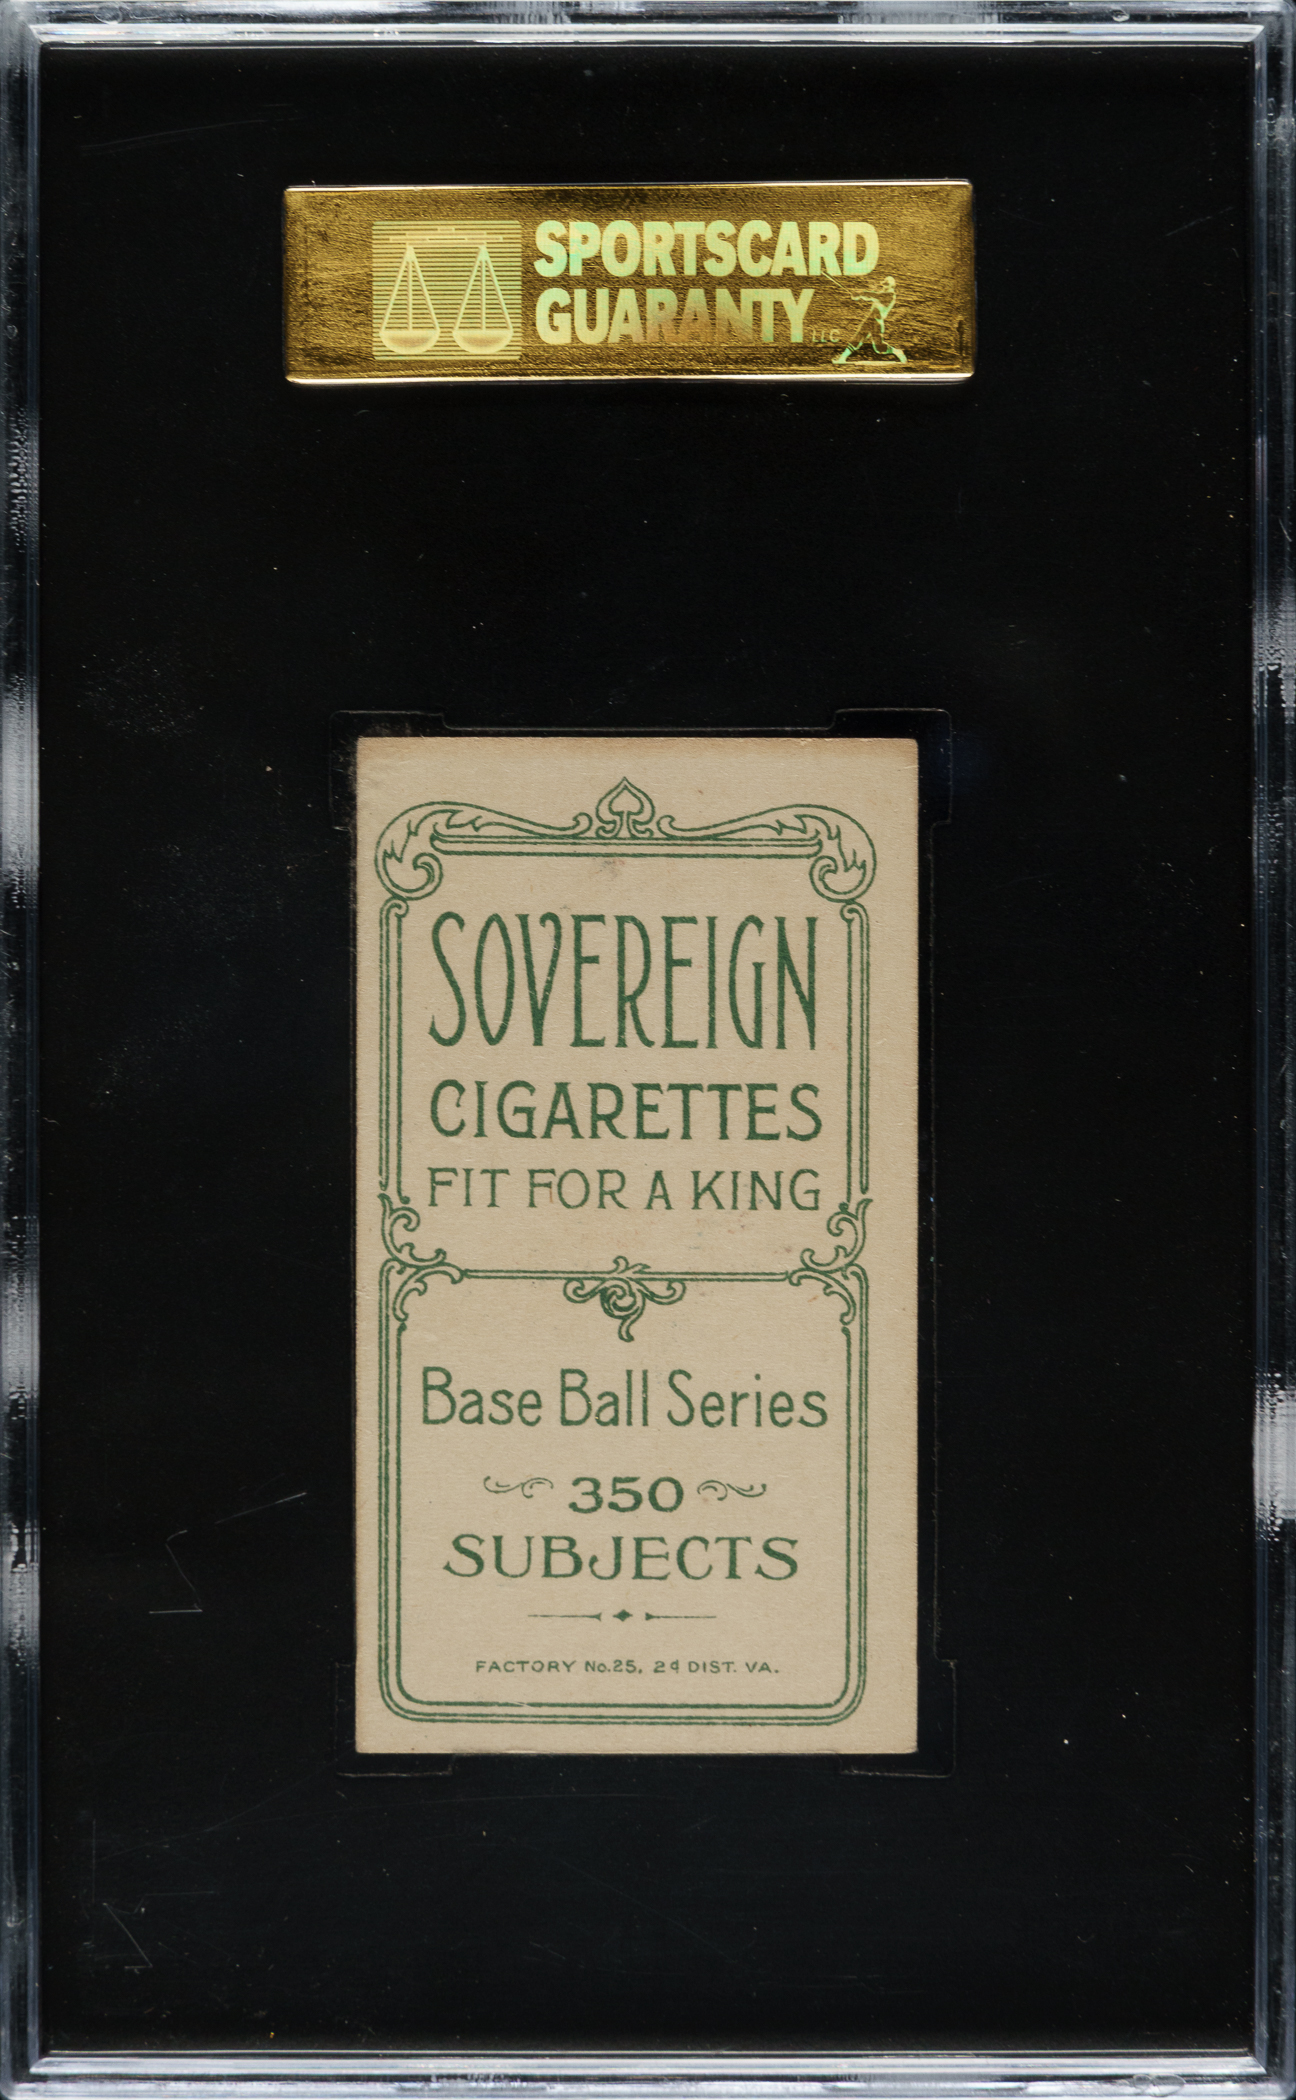 SPORTSCARD
GUARANTY LLC
SOVEREIGN
CIGARETTES
FIT FOR A KING
Base Ball Series
350
SUBJECTS
FACTORY No.25, 2d DIST. VA.